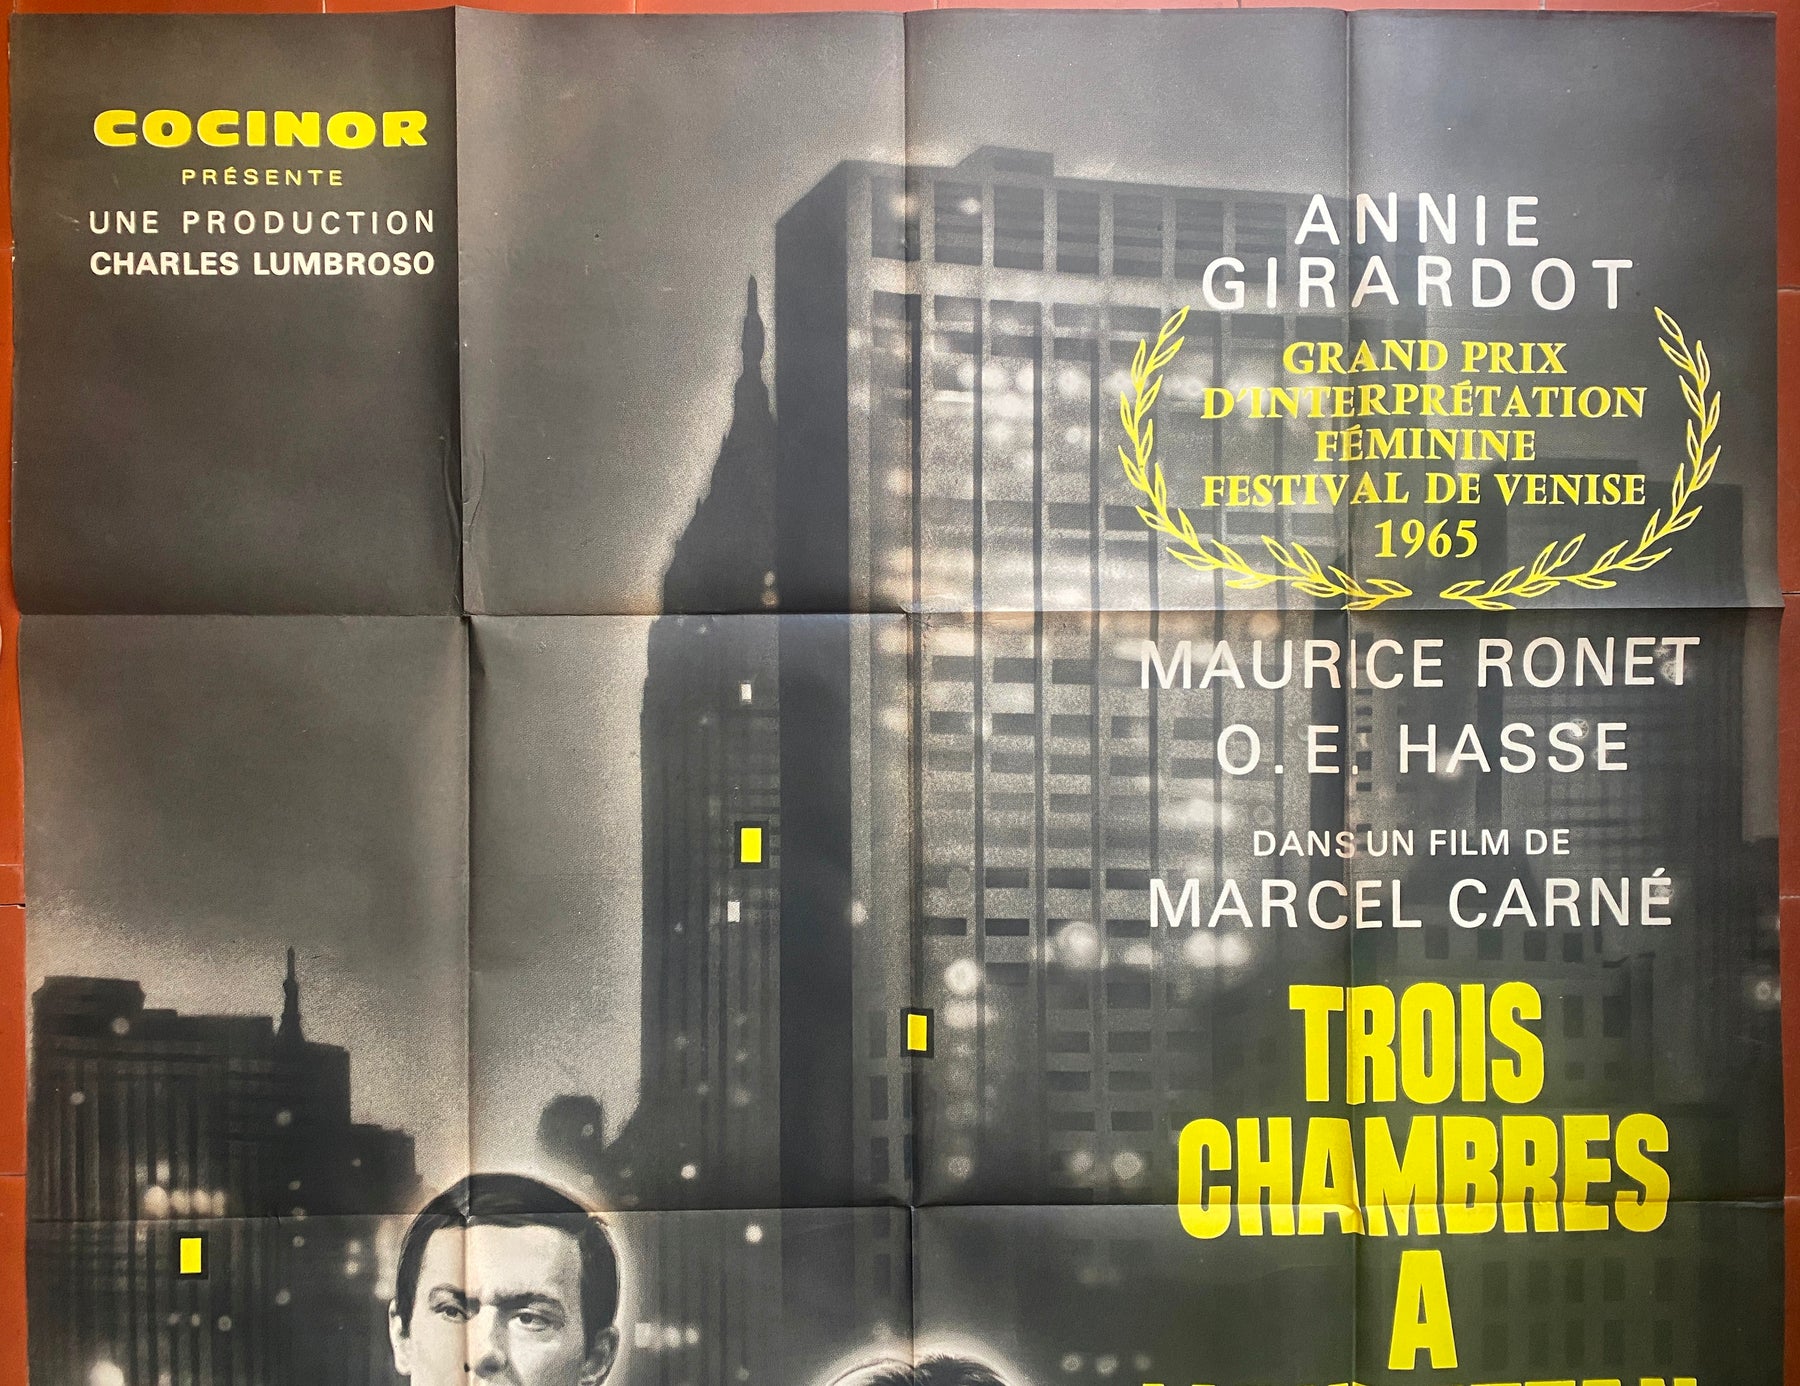 COCINOR
PRÉSENTE
UNE PRODUCTION
CHARLES LUMBROSO
ANNIE
GIRARDOT
GRAND PRIX
D'INTERPRÉTATION
FÉMININE
FESTIVAL DE VENISE
1965
MAURICE RONET
O. E. HASSE
DANS UN FILM DE
MARCEL CARNÉ
TROIS
CHAMBRES
A